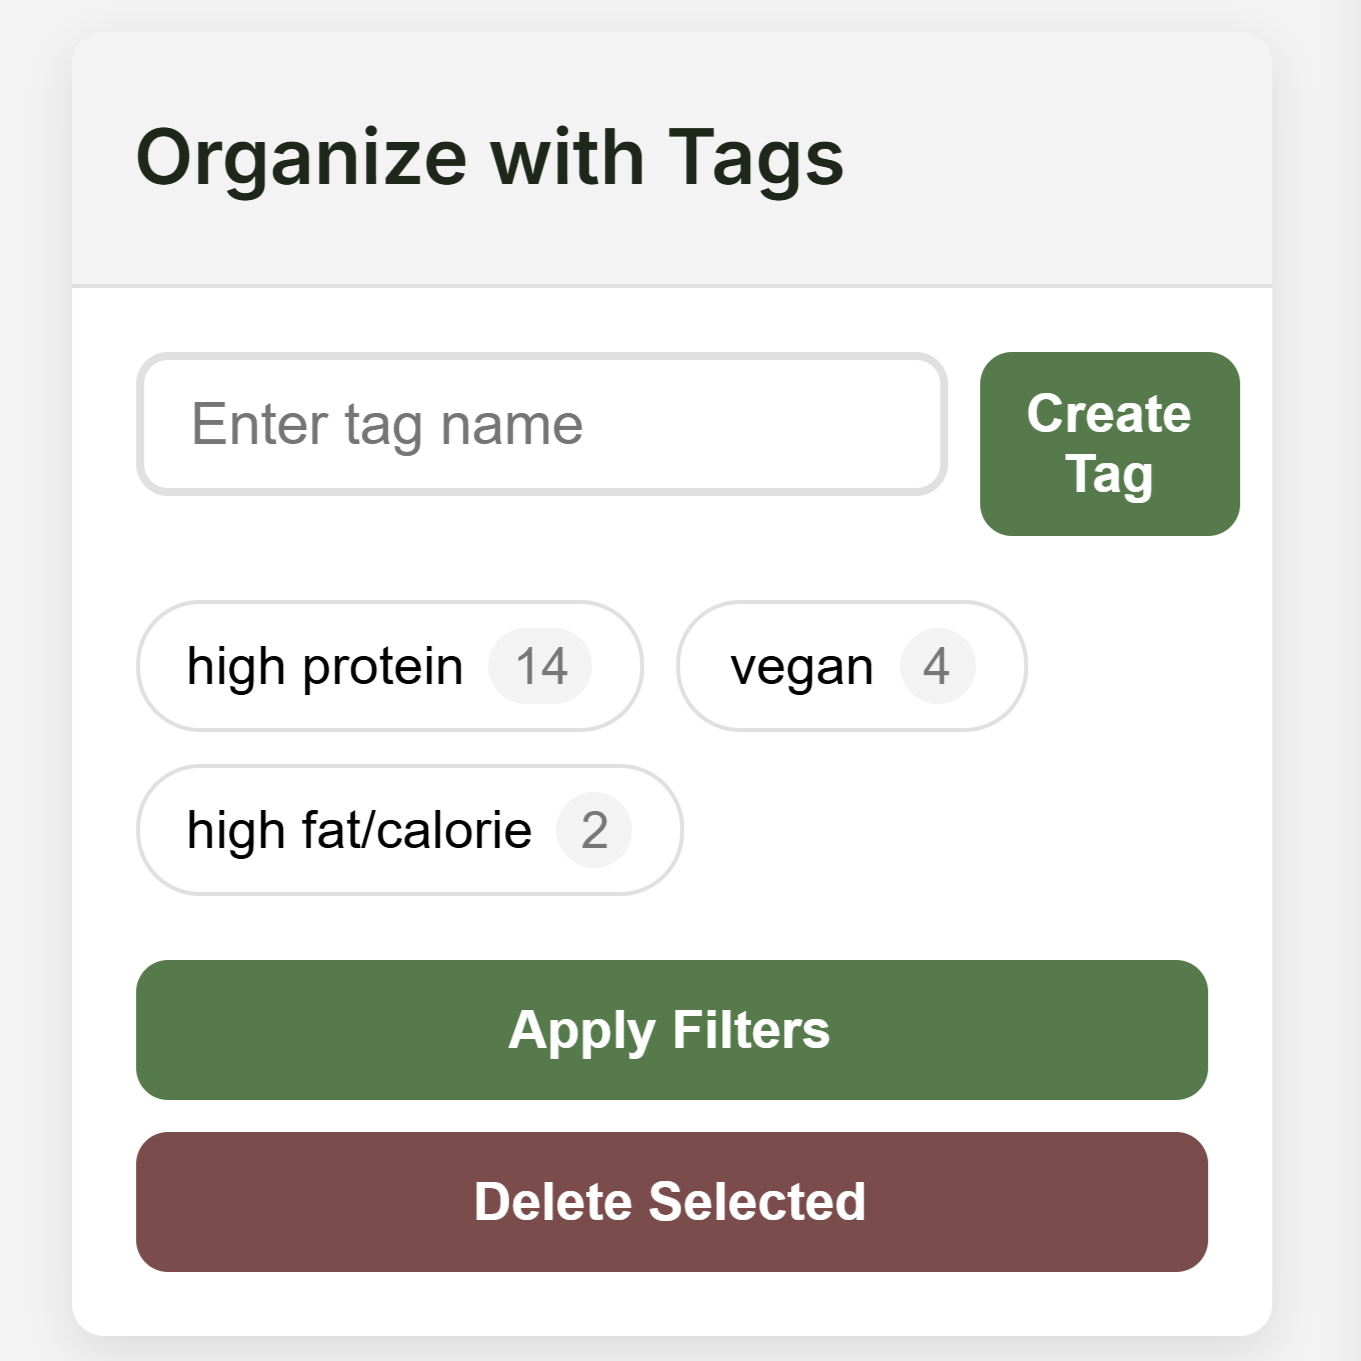 Organize with Tags
Enter tag name
Create
Tag
high protein 14
vegan 4
high fat/calorie 2
Apply Filters
Delete Selected